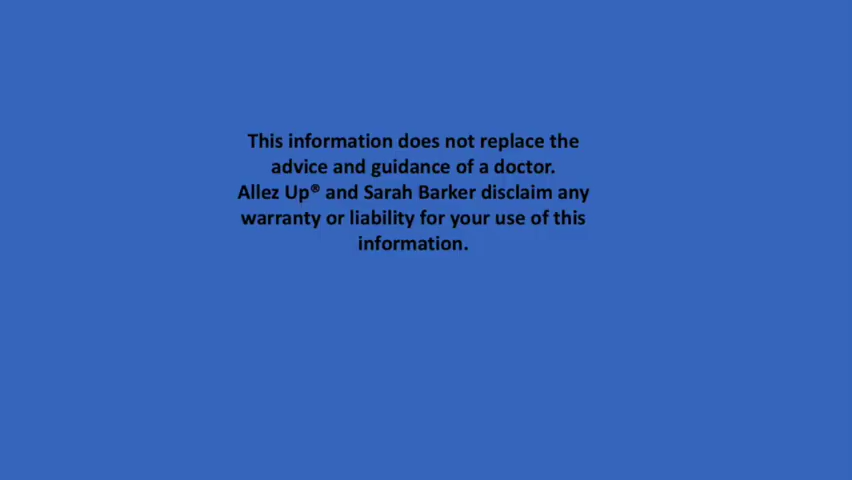 This information does not replace the
advice and guidance of a doctor.
Allez Up® and Sarah Barker disclaim any
warranty or liability for your use of this
information.